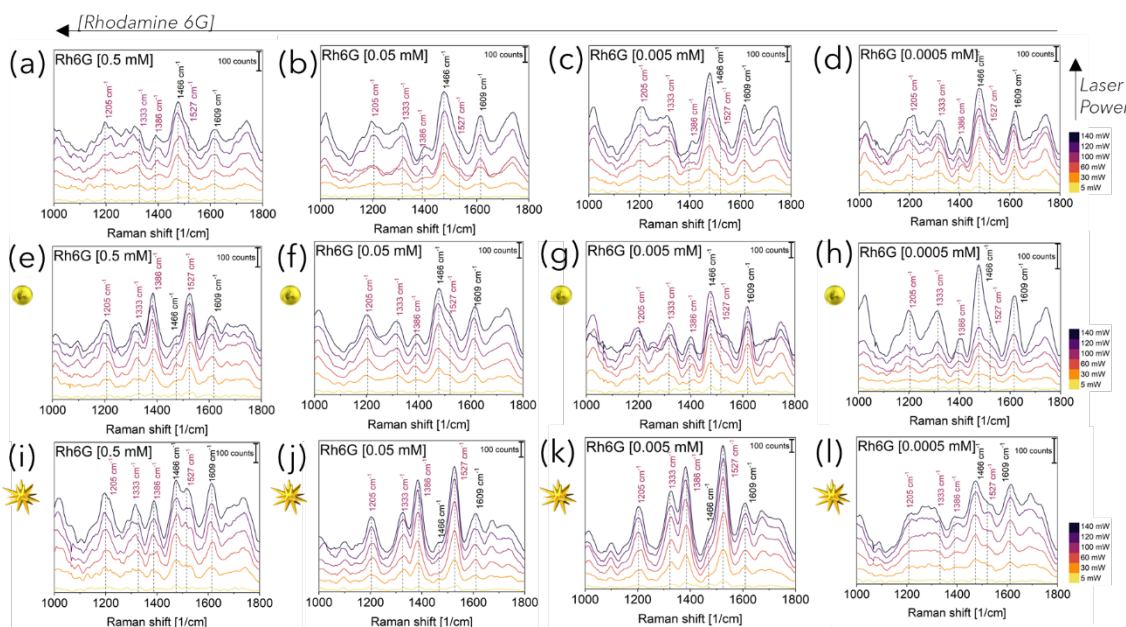 [Rhodamine 6G]
Laser
Power
(a)
Rh6G [0.5 mM]
100 counts
1205 cm-1
1333 cm-1
1386 cm-1
1466 cm-1
1527 cm-1
1609 cm-1
1000 1200 1400 1600 1800
Raman shift [1/cm]
(b)
Rh6G [0.05 mM]
100 counts
1205 cm-1
1333 cm-1
1386 cm-1
1466 cm-1
1527 cm-1
1609 cm-1
1000 1200 1400 1600 1800
Raman shift [1/cm]
(c)
Rh6G [0.005 mM]
100 counts
1205 cm-1
1333 cm-1
1386 cm-1
1466 cm-1
1527 cm-1
1609 cm-1
1000 1200 1400 1600 1800
Raman shift [1/cm]
(d)
Rh6G [0.0005 mM]
100 counts
1205 cm-1
1333 cm-1
1386 cm-1
1466 cm-1
1527 cm-1
1609 cm-1
1000 1200 1400 1600 1800
Raman shift [1/cm]
140 mW
120 mW
100 mW
60 mW
30 mW
5 mW
(e)
Rh6G [0.5 mM]
100 counts
1205 cm-1
1333 cm-1
1386 cm-1
1466 cm-1
1527 cm-1
1609 cm-1
1000 1200 1400 1600 1800
Raman shift [1/cm]
(f)
Rh6G [0.05 mM]
100 counts
1205 cm-1
1333 cm-1
1386 cm-1
1466 cm-1
1527 cm-1
1609 cm-1
1000 1200 1400 1600 1800
Raman shift [1/cm]
(g)
Rh6G [0.005 mM]
100 counts
1205 cm-1
1333 cm-1
1386 cm-1
1466 cm-1
1527 cm-1
1609 cm-1
1000 1200 1400 1600 1800
Raman shift [1/cm]
(h)
Rh6G [0.0005 mM]
100 counts
1205 cm-1
1333 cm-1
1386 cm-1
1466 cm-1
1527 cm-1
1609 cm-1
1000 1200 1400 1600 1800
Raman shift [1/cm]
140 mW
120 mW
100 mW
60 mW
30 mW
5 mW
(i)
Rh6G [0.5 mM]
100 counts
1205 cm-1
1333 cm-1
1386 cm-1
1466 cm-1
1527 cm-1
1609 cm-1
1000 1200 1400 1600 1800
Raman shift [1/cm]
(j)
Rh6G [0.05 mM]
100 counts
1205 cm-1
1333 cm-1
1386 cm-1
1466 cm-1
1527 cm-1
1609 cm-1
1000 1200 1400 1600 1800
Raman shift [1/cm]
(k)
Rh6G [0.005 mM]
100 counts
1205 cm-1
1333 cm-1
1386 cm-1
1466 cm-1
1527 cm-1
1609 cm-1
1000 1200 1400 1600 1800
Raman shift [1/cm]
(l)
Rh6G [0.0005 mM]
100 counts
1205 cm-1
1333 cm-1
1386 cm-1
1466 cm-1
1527 cm-1
1609 cm-1
1000 1200 1400 1600 1800
Raman shift [1/cm]
140 mW
120 mW
100 mW
60 mW
30 mW
5 mW